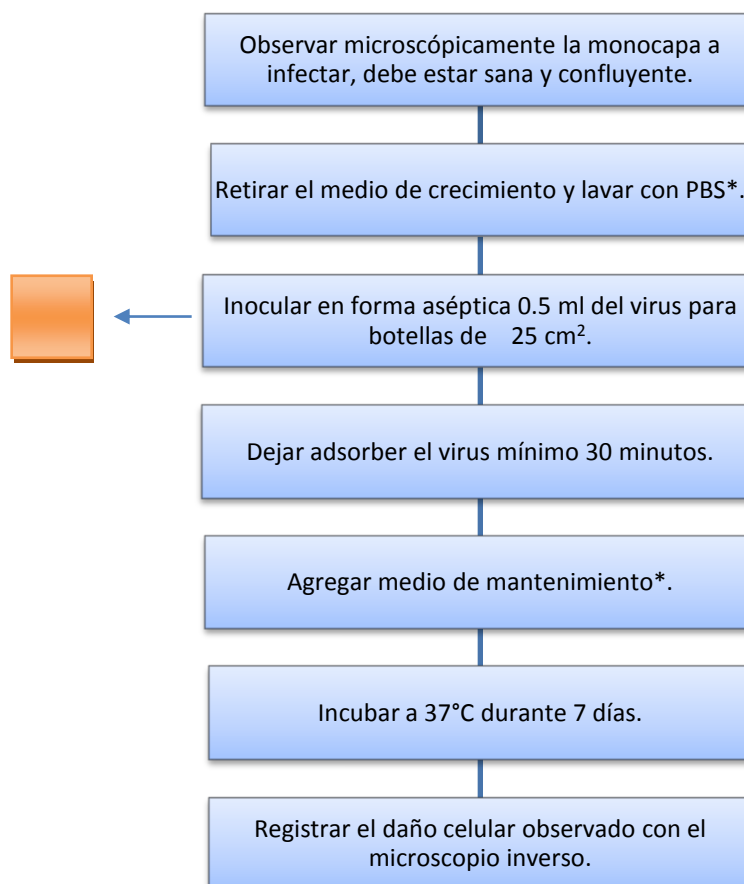 Observar microscópicamente la monocapa a
infectar, debe estar sana y confluyente.
Retirar el medio de crecimiento y lavar con PBS*.
Inocular en forma aséptica 0.5 ml del virus para
botellas de 25 cm².
Dejar adsorber el virus mínimo 30 minutos.
Agregar medio de mantenimiento*.
Incubar a 37°C durante 7 días.
Registrar el daño celular observado con el
microscopio inverso.